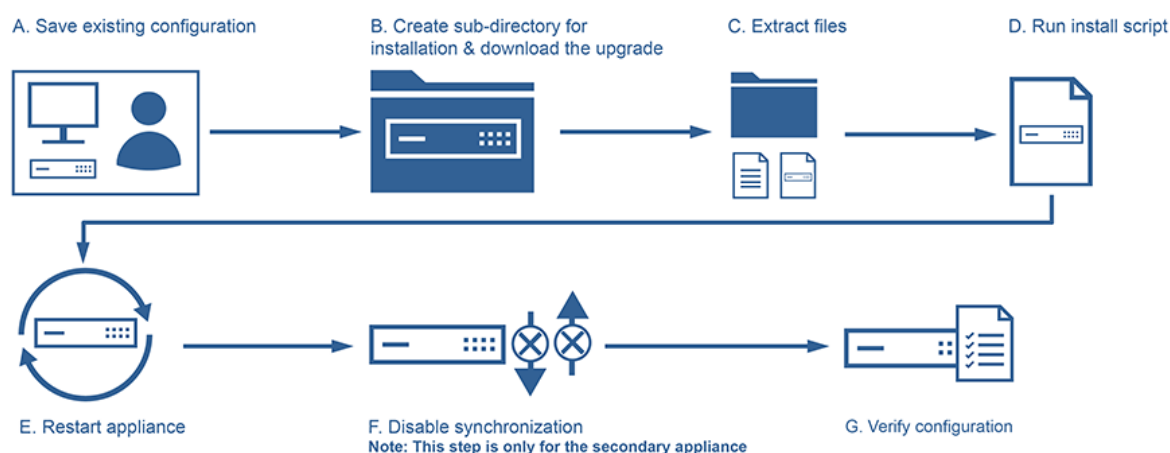 A. Save existing configuration
B. Create sub-directory for
installation & download the upgrade
C. Extract files
D. Run install script
E. Restart appliance
F. Disable synchronization
Note: This step is only for the secondary appliance
G. Verify configuration